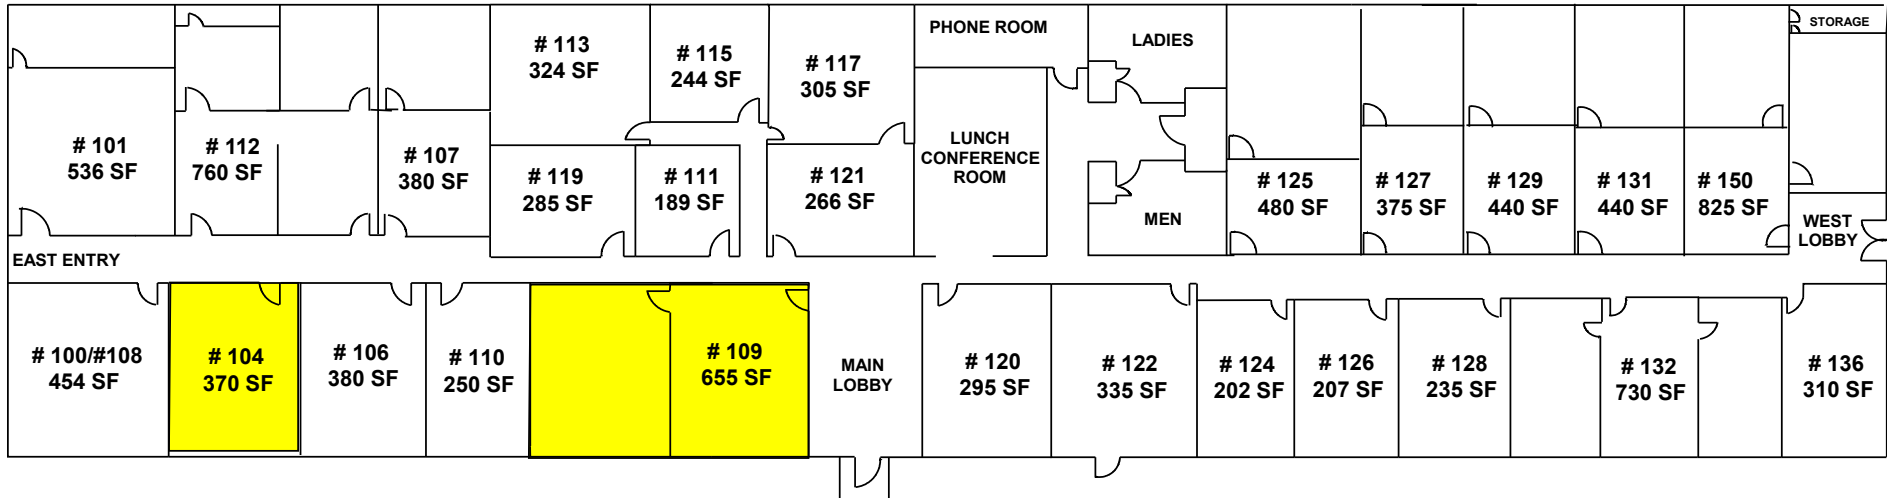 # 101
536 SF
# 112
760 SF
# 107
380 SF
# 113
324 SF
# 115
244 SF
# 117
305 SF
# 119
285 SF
# 111
189 SF
# 121
266 SF
PHONE ROOM
LUNCH
CONFERENCE
ROOM
LADIES
MEN
# 125
480 SF
# 127
375 SF
# 129
440 SF
# 131
440 SF
# 150
825 SF
STORAGE
WEST
LOBBY
EAST ENTRY
# 100/#108
454 SF
# 104
370 SF
# 106
380 SF
# 110
250 SF
# 109
655 SF
MAIN
LOBBY
# 120
295 SF
# 122
335 SF
# 124
202 SF
# 126
207 SF
# 128
235 SF
# 132
730 SF
# 136
310 SF